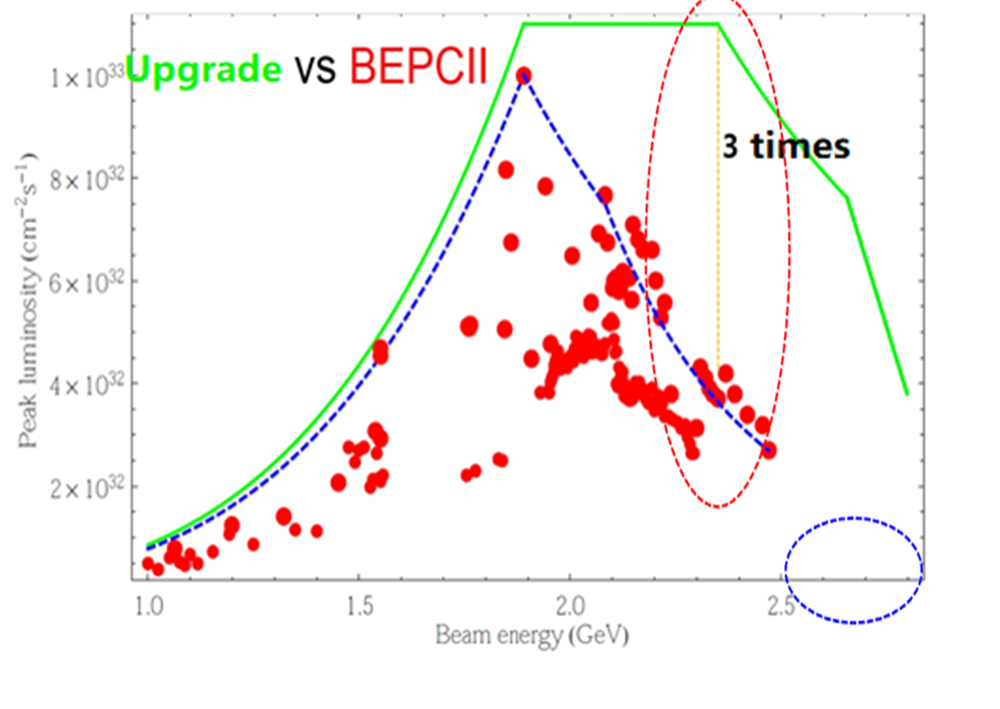 Upgrade VS BEPCII
1×10³³
3 times
8×10³²
6×10³²
4×10³²
2×10³²
Peak luminosity (cm⁻²s⁻¹)
1.0 1.5 2.0 2.5
Beam energy (GeV)